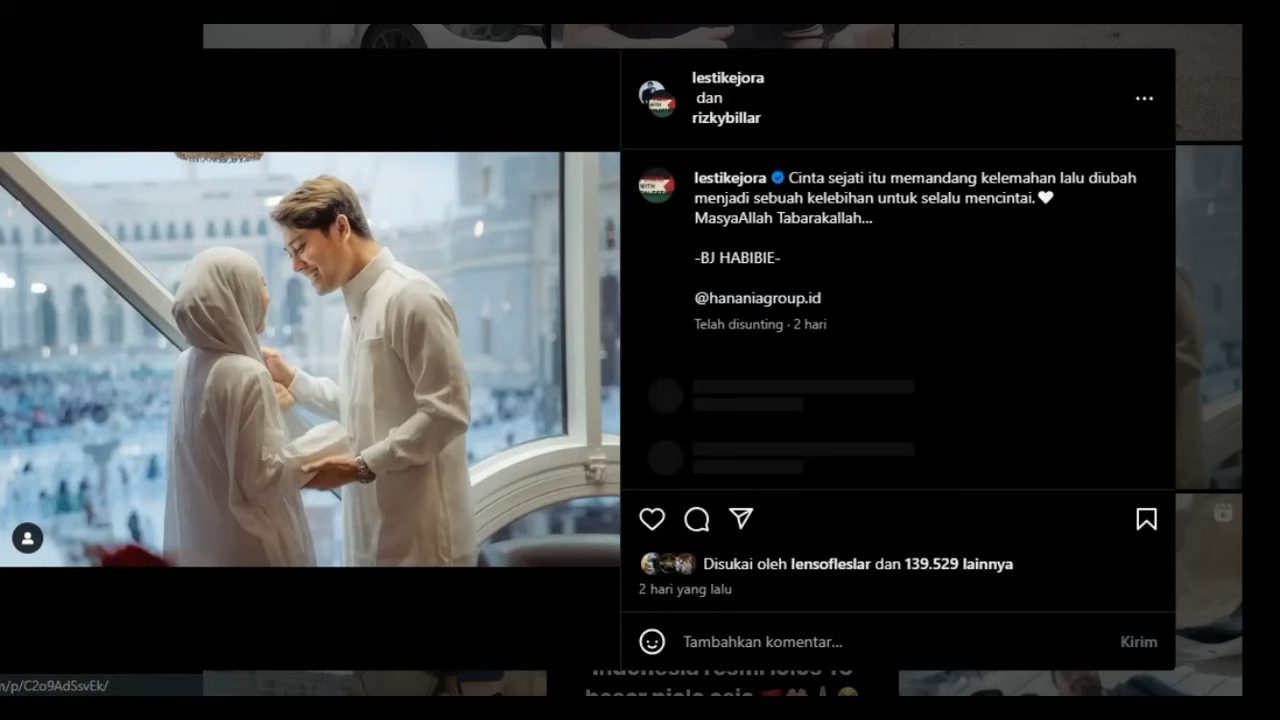 lestikejora
dan
rizkybillar
lestikejora Cinta sejati itu memandang kelemahan lalu diubah
menjadi sebuah kelebihan untuk selalu mencintai.🤍
MasyaAllah Tabarakallah...
-BJ HABIBIE-
@hananiagroup.id
Telah disunting · 2 hari
Disukai oleh lensofleslar dan 139.529 lainnya
2 hari yang lalu
Tambahkan komentar...
Kirim
/p/C2o9AdSsvEk/